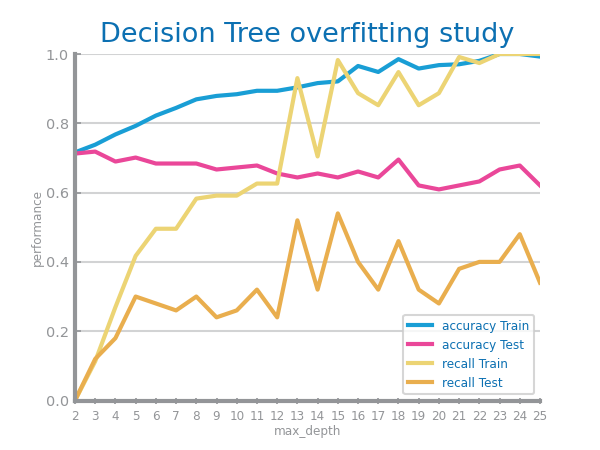 Decision Tree overfitting study
1.0
0.8
0.6
0.4
0.2
0.0
performance
accuracy Train
accuracy Test
recall Train
recall Test
2 3 4 5 6 7 8 9 10 11 12 13 14 15 16 17 18 19 20 21 22 23 24 25
max_depth